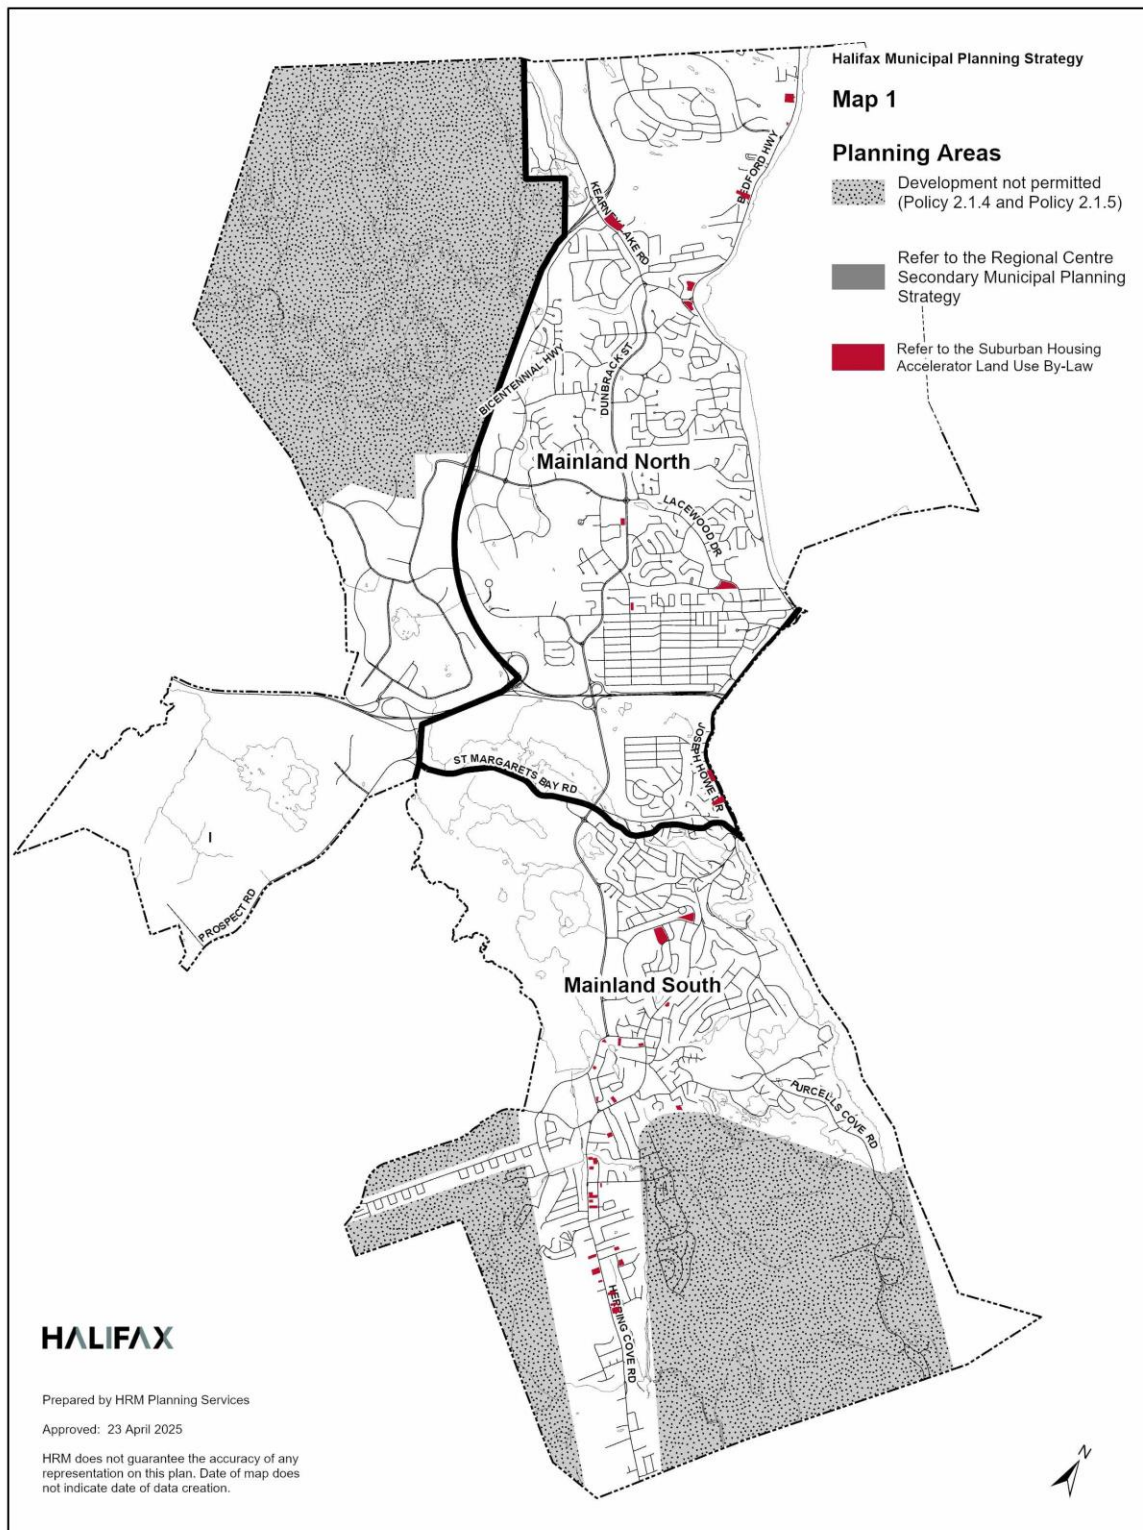 Halifax Municipal Planning Strategy
Map 1
Planning Areas
Development not permitted
(Policy 2.1.4 and Policy 2.1.5)
Refer to the Regional Centre
Secondary Municipal Planning
Strategy
Refer to the Suburban Housing
Accelerator Land Use By-Law
BEDFORD HWY
KEARNEY LAKE RD
BICENTENNIAL HWY
DUNBRACK ST
Mainland North
LACEWOOD DR
JOSEPH HOWE DR
ST MARGARETS BAY RD
PROSPECT RD
Mainland South
PURCELLS COVE RD
HERRING COVE RD
HALIFAX
Prepared by HRM Planning Services
Approved: 23 April 2025
HRM does not guarantee the accuracy of any
representation on this plan. Date of map does
not indicate date of data creation.
N